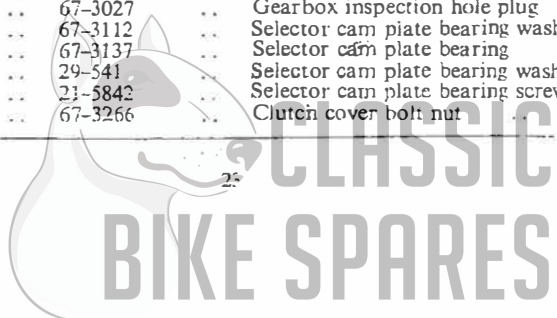 .. 67–3027 .. Gearbox inspection hole plug
.. 67–3112 .. Selector cam plate bearing wash
.. 67–3137 .. Selector cam plate bearing
.. 29–541 .. Selector cam plate bearing wash
.. 21–5842 .. Selector cam plate bearing screw
.. 67–3266 .. Clutch cover bolt nut ..
CLASSIC
BIKE SPARES